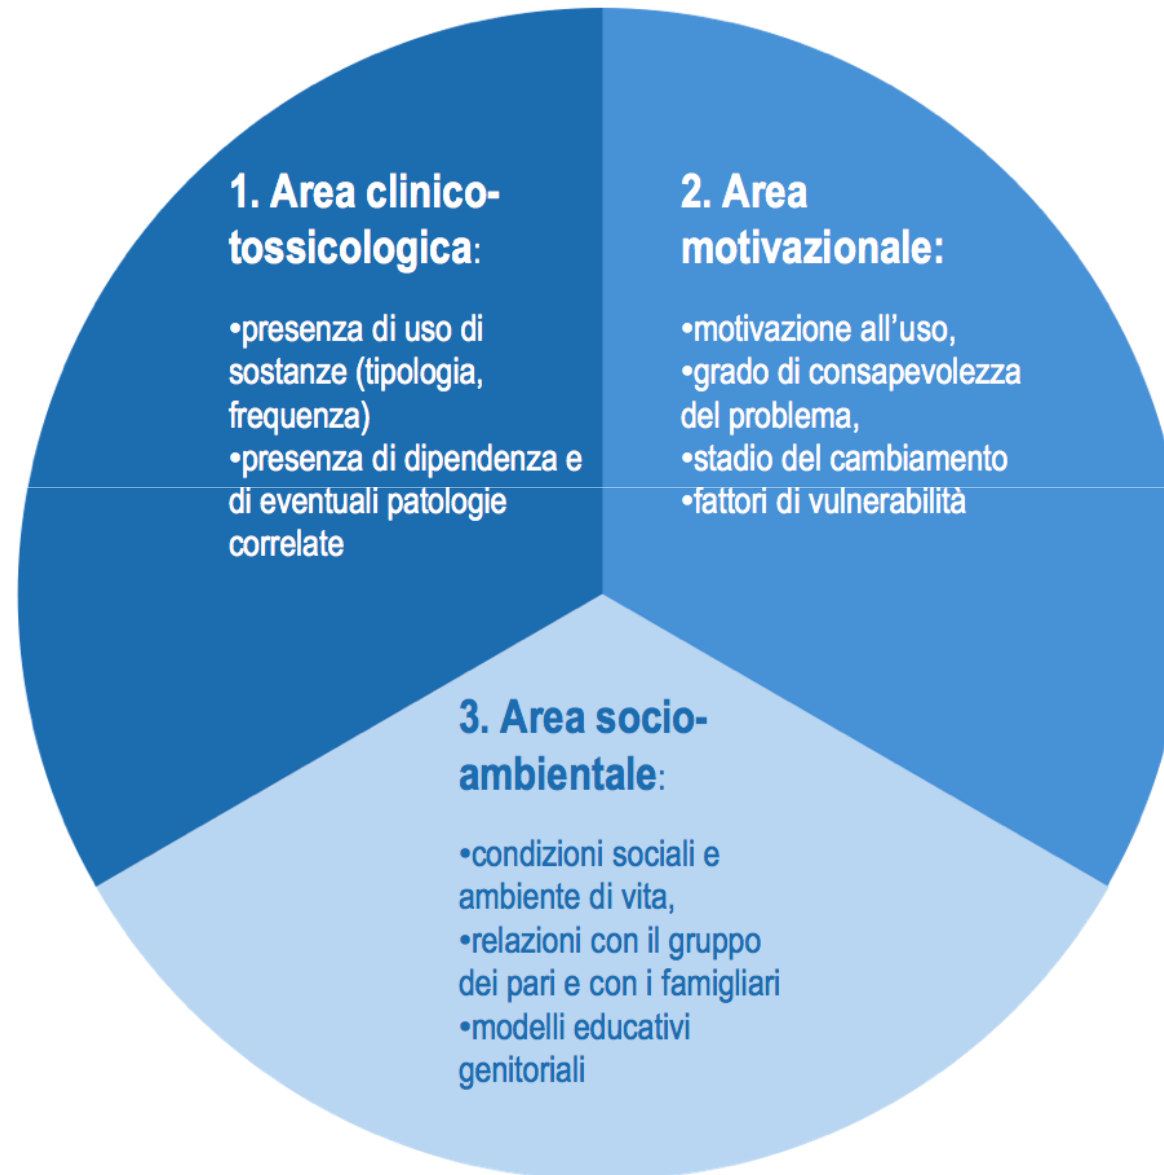 1. Area clinico-
tossicologica:
•presenza di uso di
sostanze (tipologia,
frequenza)
•presenza di dipendenza e
di eventuali patologie
correlate
2. Area
motivazionale:
•motivazione all'uso,
•grado di consapevolezza
del problema,
•stadio del cambiamento
•fattori di vulnerabilità
3. Area socio-
ambientale:
•condizioni sociali e
ambiente di vita,
•relazioni con il gruppo
dei pari e con i famigliari
•modelli educativi
genitoriali